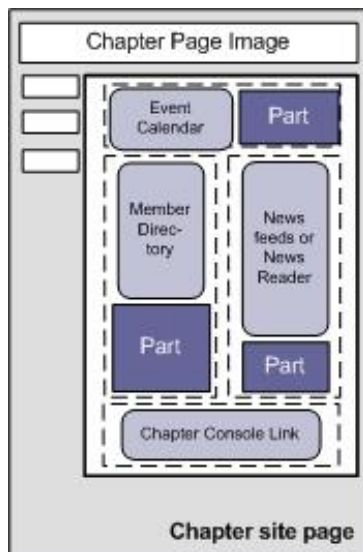 Chapter Page Image
Event
Calendar
Part
Member
Direc-
tory
News
feeds or
News
Reader
Part
Part
Chapter Console Link
Chapter site page